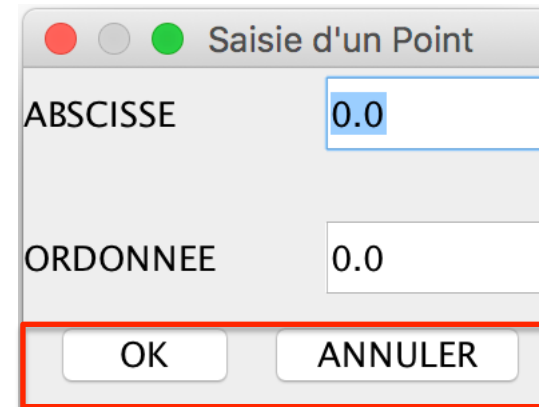 Saisie d'un Point
ABSCISSE 0.0
ORDONNEE 0.0
OK ANNULER